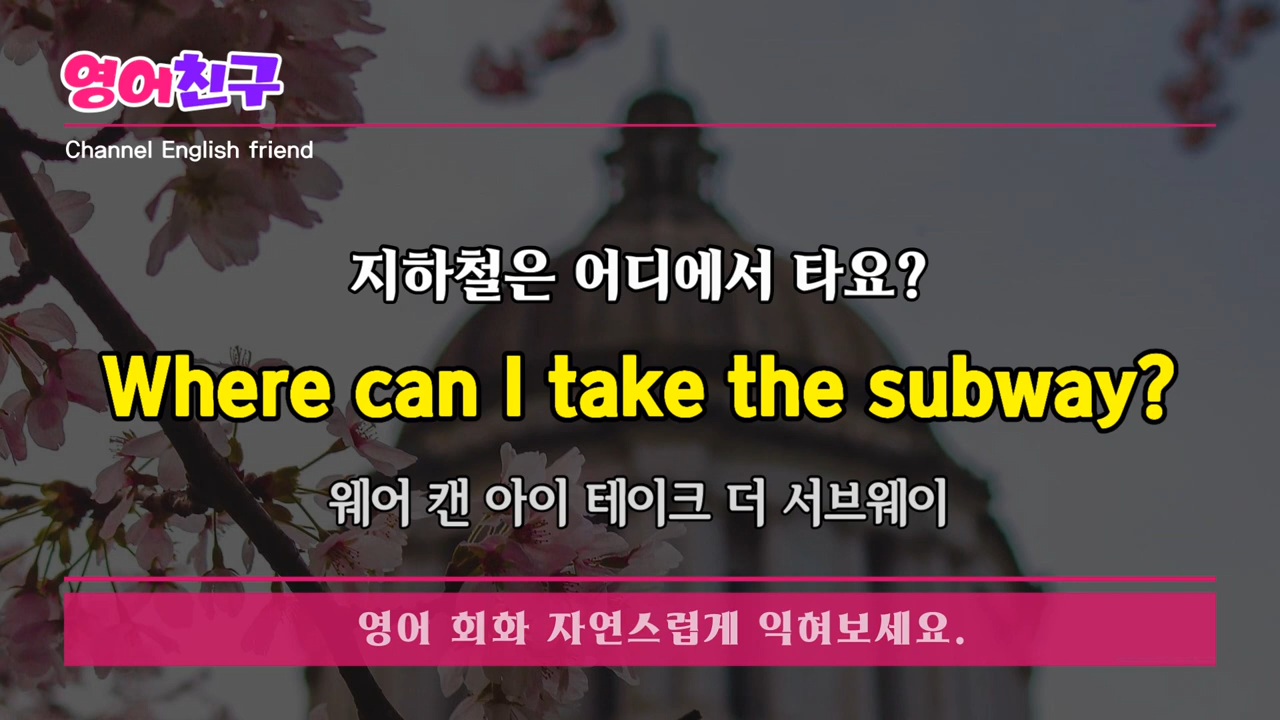 영어친구
Channel English friend
지하철은 어디에서 타요?
Where can I take the subway?
웨어 캔 아이 테이크 더 서브웨이
영어 회화 자연스럽게 익혀보세요.